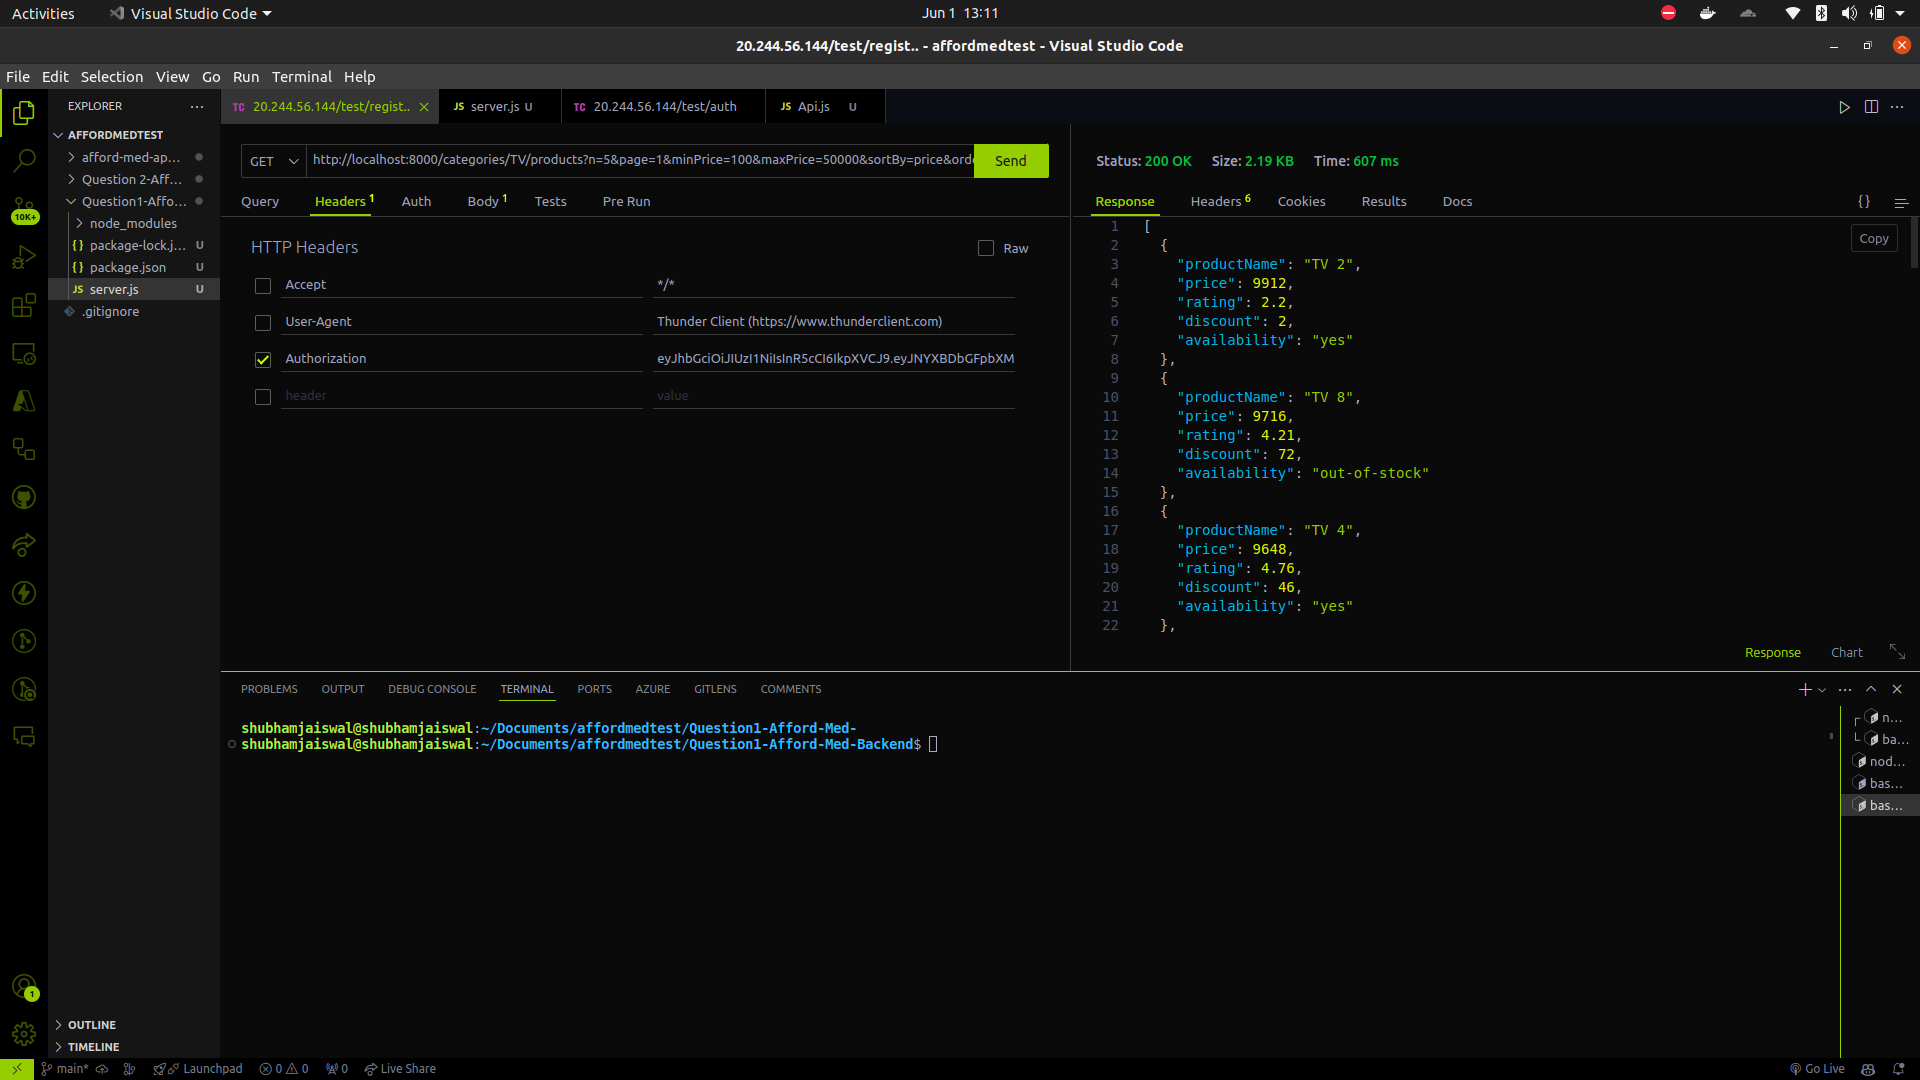 Activities
Visual Studio Code
Jun 1 13:11
20.244.56.144/test/regist.. - affordmedtest - Visual Studio Code
File Edit Selection View Go Run Terminal Help
EXPLORER
AFFORDMEDTEST
afford-med-ap...
Question 2-Aff...
Question1-Affo...
node_modules
package-lock.j... U
package.json U
server.js U
.gitignore
OUTLINE
TIMELINE
10K+
1
TC 20.244.56.144/test/regist..
JS server.js U
TC 20.244.56.144/test/auth
JS Api.js U
GET
http://localhost:8000/categories/TV/products?n=5&page=1&minPrice=100&maxPrice=50000&sortBy=price&orde
Send
Query Headers 1 Auth Body 1 Tests Pre Run
HTTP Headers
Raw
Accept */*
User-Agent Thunder Client (https://www.thunderclient.com)
Authorization eyJhbGciOiJIUzI1NiIsInR5cCI6IkpXVCJ9.eyJNYXBDbGFpbXM
header value
Status: 200 OK Size: 2.19 KB Time: 607 ms
Response Headers 6 Cookies Results Docs
{}
Copy
1 [
2 {
3 "productName": "TV 2",
4 "price": 9912,
5 "rating": 2.2,
6 "discount": 2,
7 "availability": "yes"
8 },
9 {
10 "productName": "TV 8",
11 "price": 9716,
12 "rating": 4.21,
13 "discount": 72,
14 "availability": "out-of-stock"
15 },
16 {
17 "productName": "TV 4",
18 "price": 9648,
19 "rating": 4.76,
20 "discount": 46,
21 "availability": "yes"
22 },
Response Chart
PROBLEMS OUTPUT DEBUG CONSOLE TERMINAL PORTS AZURE GITLENS COMMENTS
shubhamjaiswal@shubhamjaiswal:~/Documents/affordmedtest/Question1-Afford-Med-
shubhamjaiswal@shubhamjaiswal:~/Documents/affordmedtest/Question1-Afford-Med-Backend$
n...
ba...
nod...
bas...
bas...
main* Launchpad 0 0 0 Live Share
Go Live